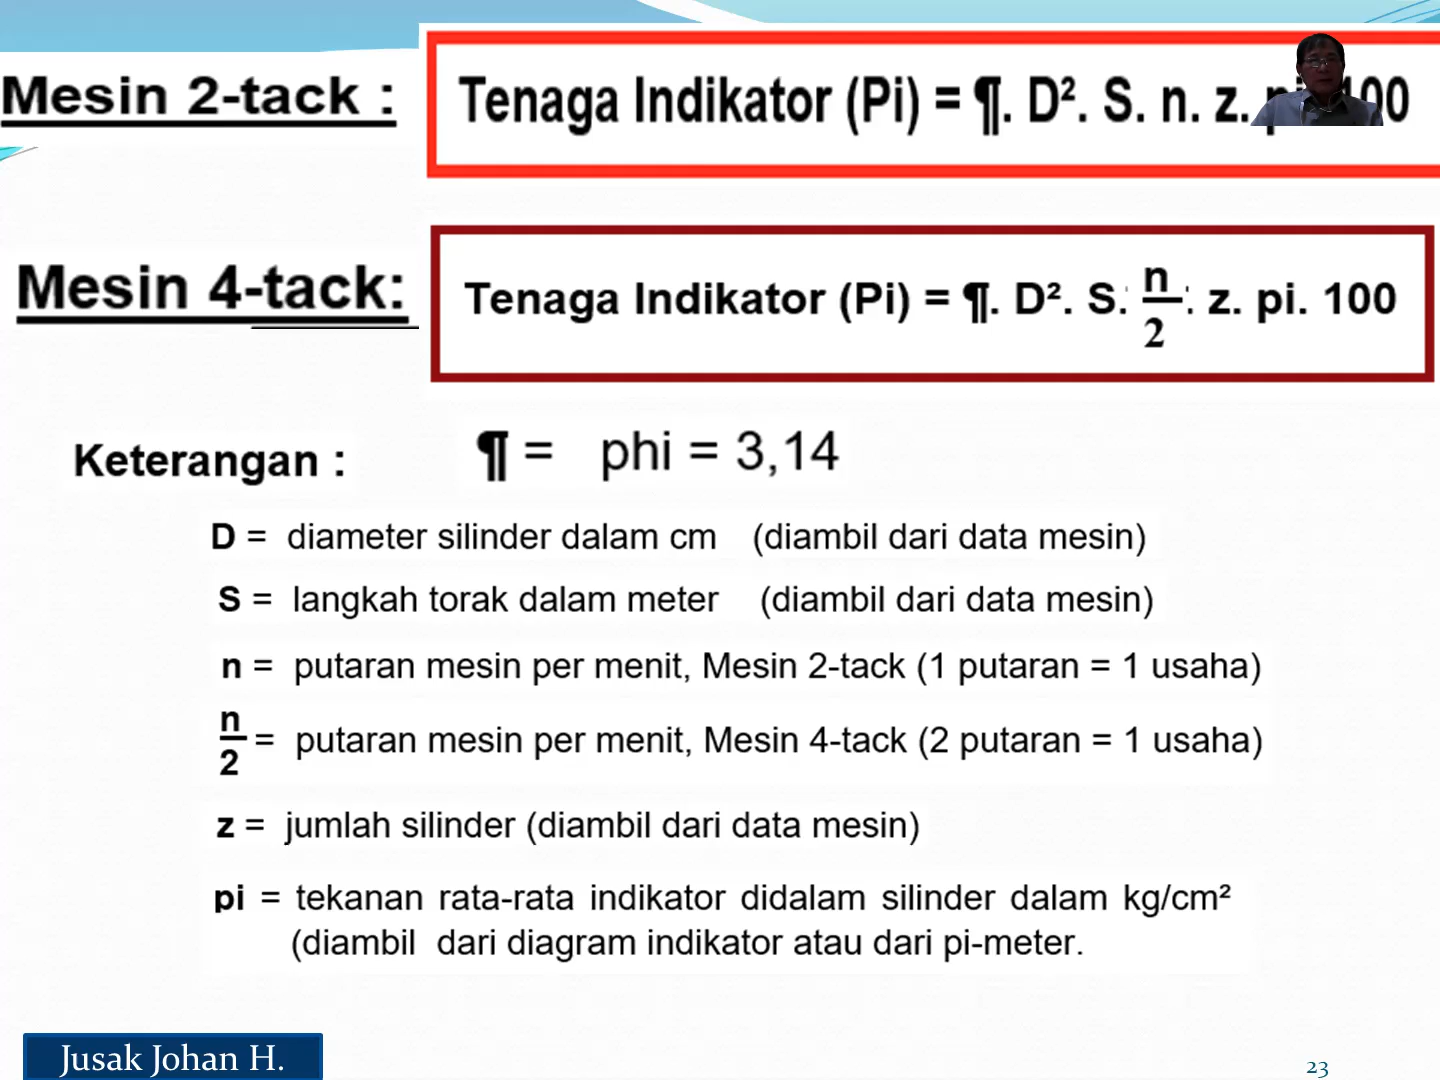 Mesin 2-tack :
Tenaga Indikator (Pi) = ¶. D². S. n. z. 100
Mesin 4-tack:
Tenaga Indikator (Pi) = ¶. D². S. n/2 . z. pi. 100
Keterangan :
¶ = phi = 3,14
D = diameter silinder dalam cm (diambil dari data mesin)
S = langkah torak dalam meter (diambil dari data mesin)
n = putaran mesin per menit, Mesin 2-tack (1 putaran = 1 usaha)
n/2 = putaran mesin per menit, Mesin 4-tack (2 putaran = 1 usaha)
z = jumlah silinder (diambil dari data mesin)
pi = tekanan rata-rata indikator didalam silinder dalam kg/cm²
(diambil dari diagram indikator atau dari pi-meter.
Jusak Johan H.
23